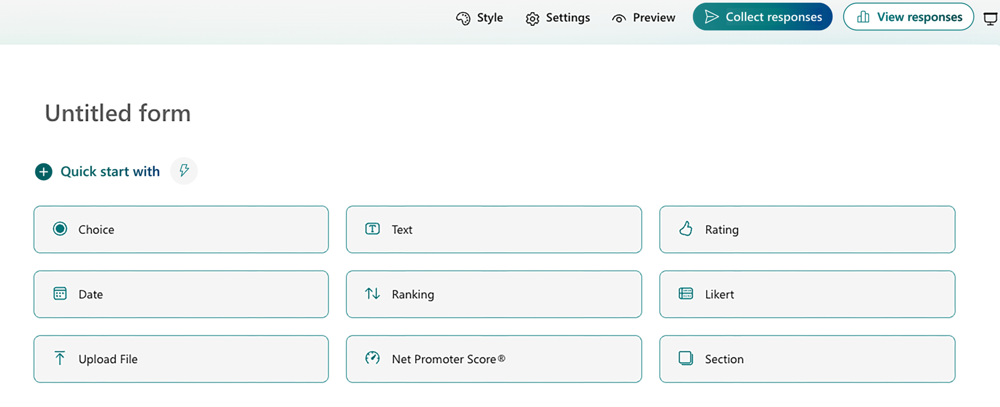 Style Settings Preview Collect responses View responses
Untitled form
Quick start with
Choice Text Rating
Date Ranking Likert
Upload File Net Promoter Score® Section